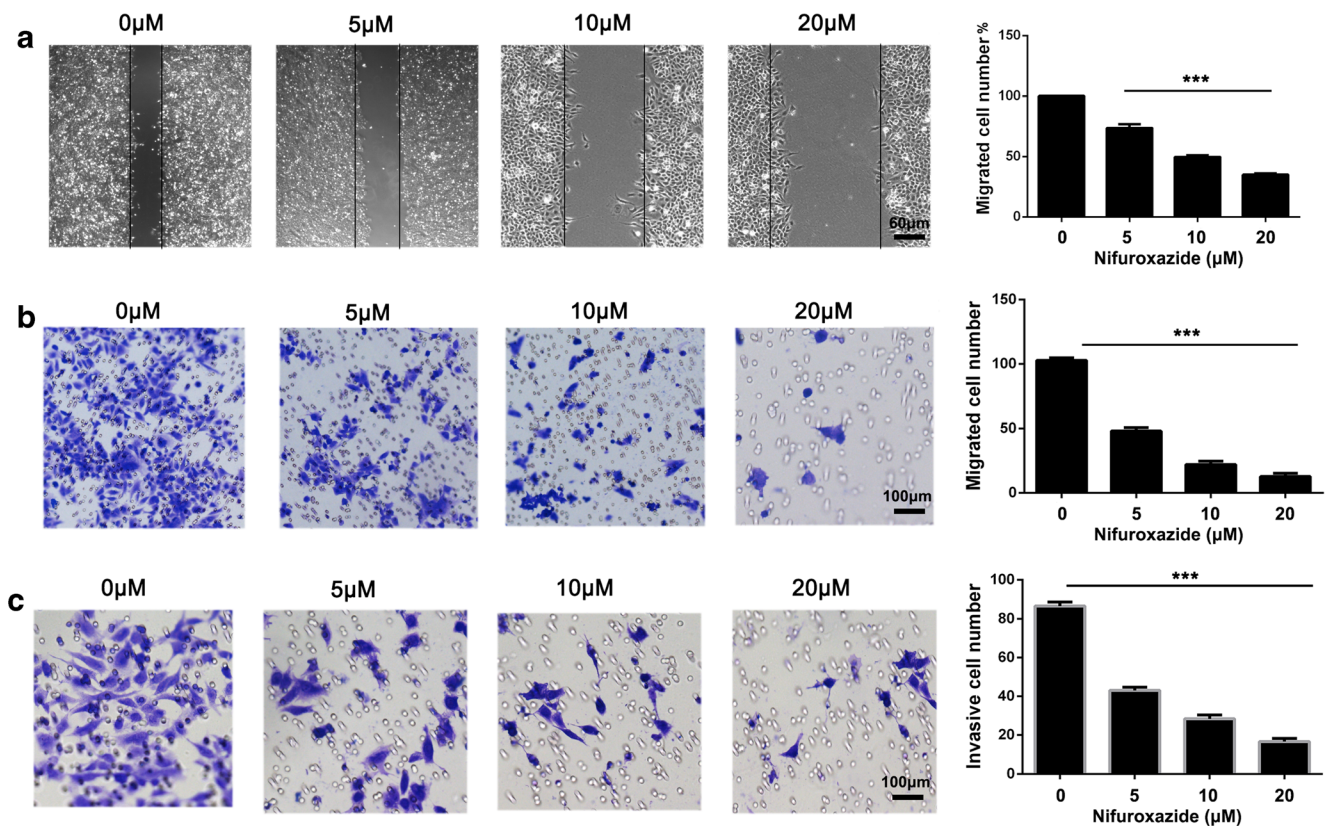 a
0µM
5µM
10µM
20µM
60µm
Migrated cell number %
150
100
50
0
***
0 5 10 20
Nifuroxazide (µM)
b
0µM
5µM
10µM
20µM
100µm
Migrated cell number
150
100
50
0
***
0 5 10 20
Nifuroxazide (µM)
c
0µM
5µM
10µM
20µM
100µm
Invasive cell number
100
80
60
40
20
0
***
0 5 10 20
Nifuroxazide (µM)